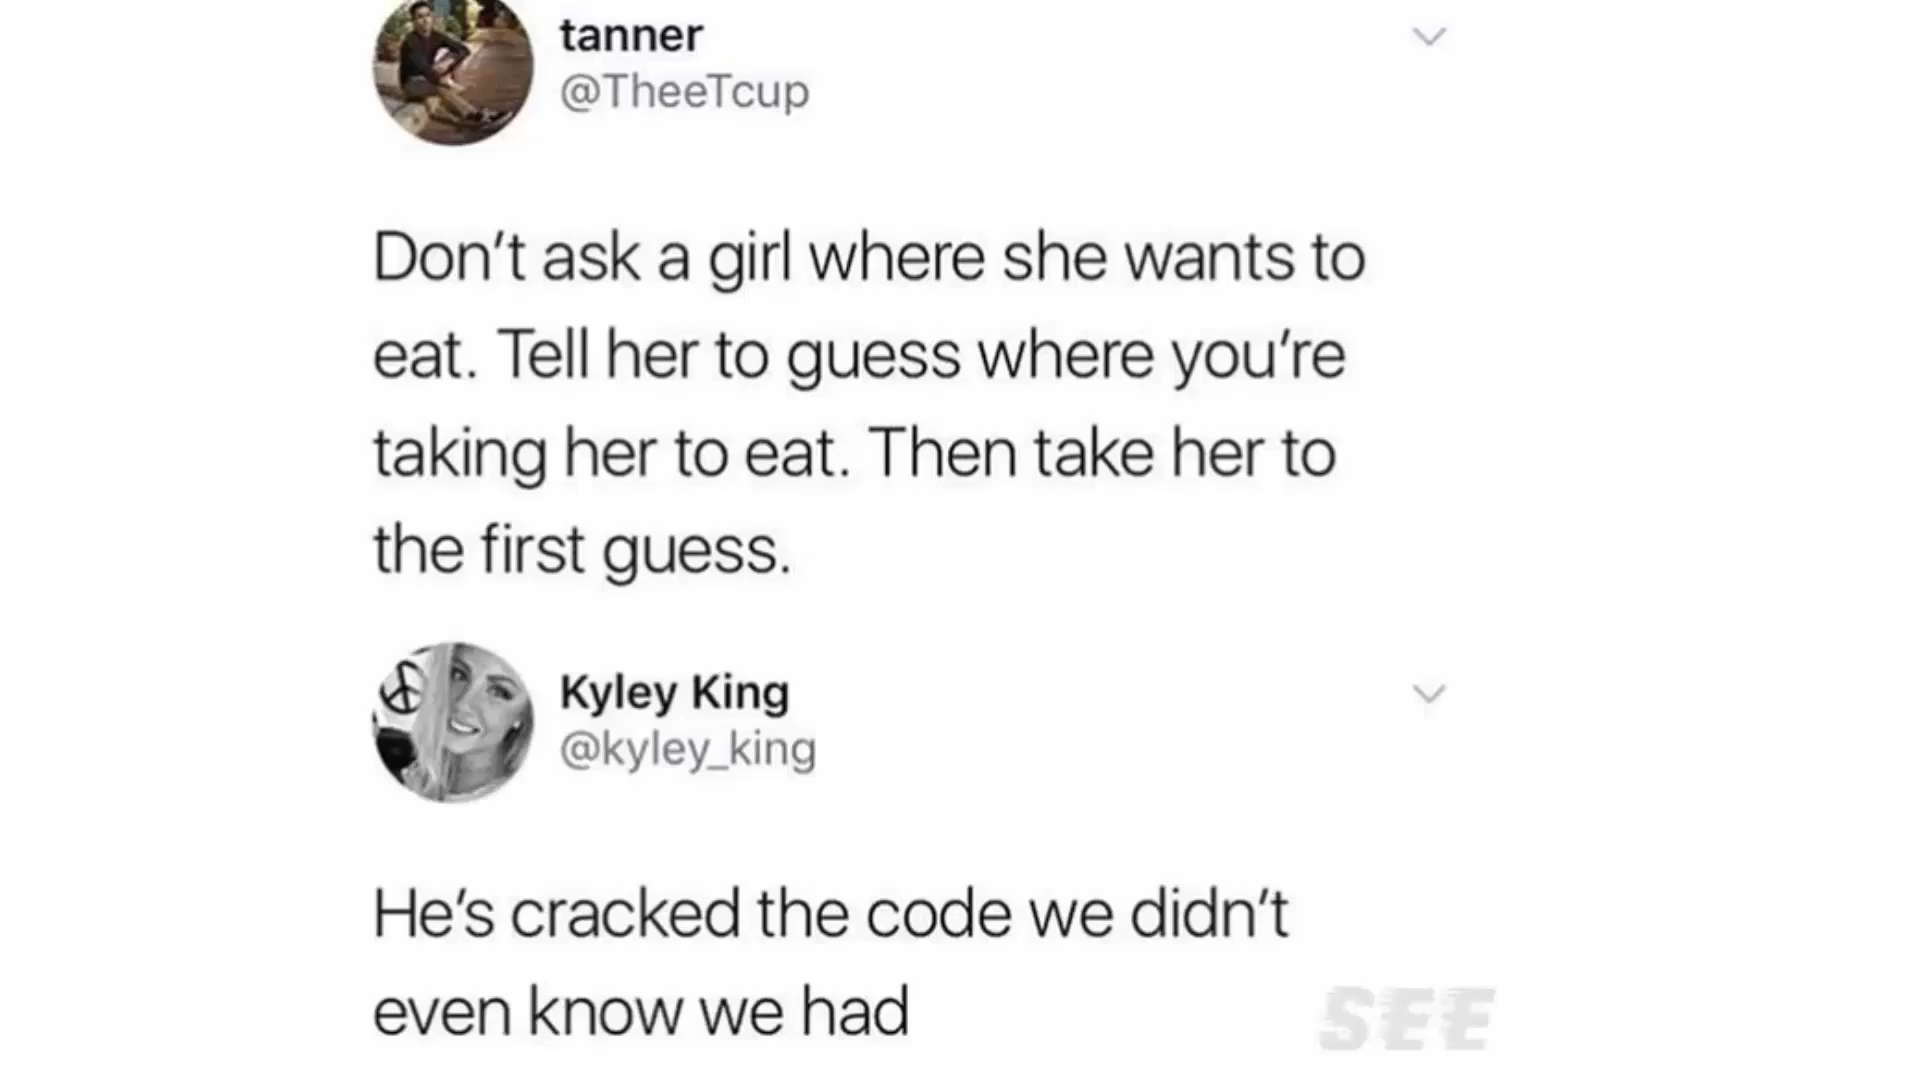 tanner
@TheeTcup
Don't ask a girl where she wants to
eat. Tell her to guess where you're
taking her to eat. Then take her to
the first guess.
Kyley King
@kyley_king
He's cracked the code we didn't
even know we had
SEE